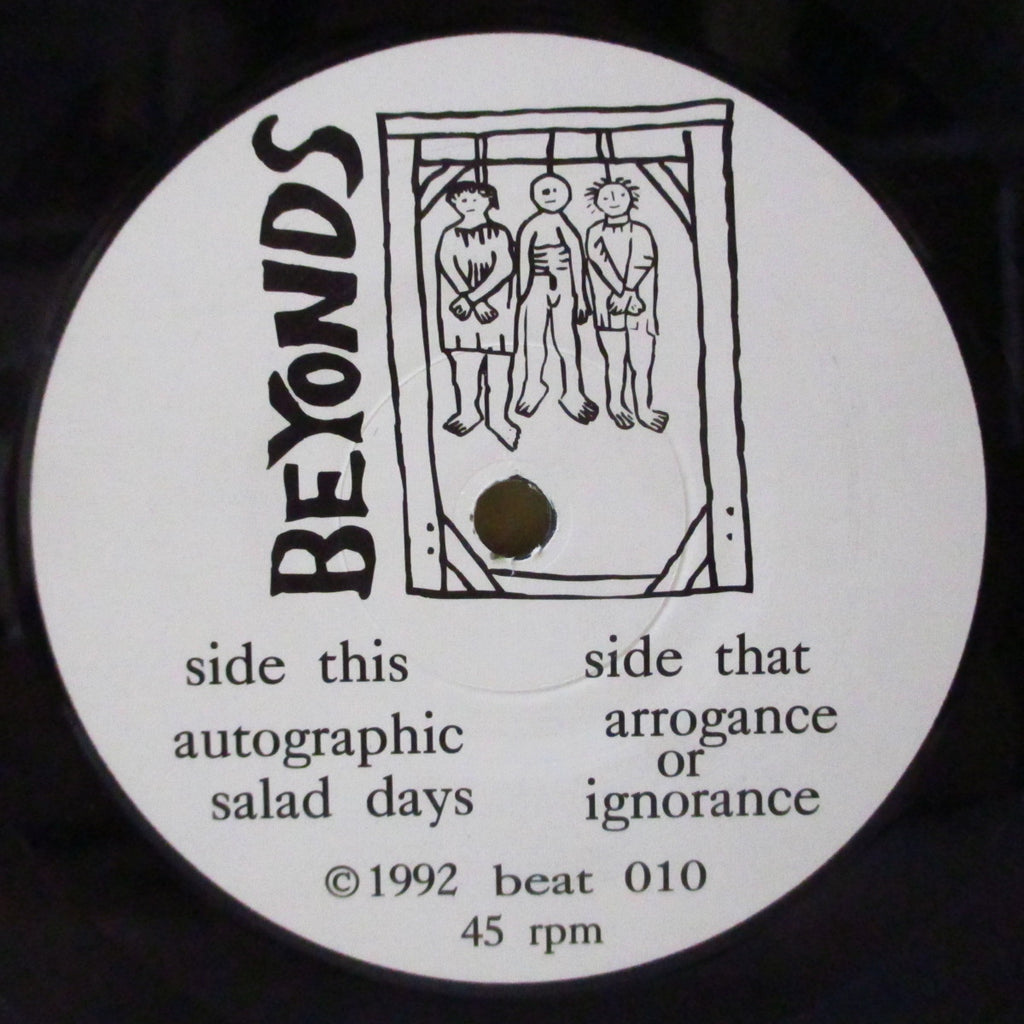 BEYONDS
side this
autographic
salad days
side that
arrogance
or
ignorance
©1992 beat 010
45 rpm